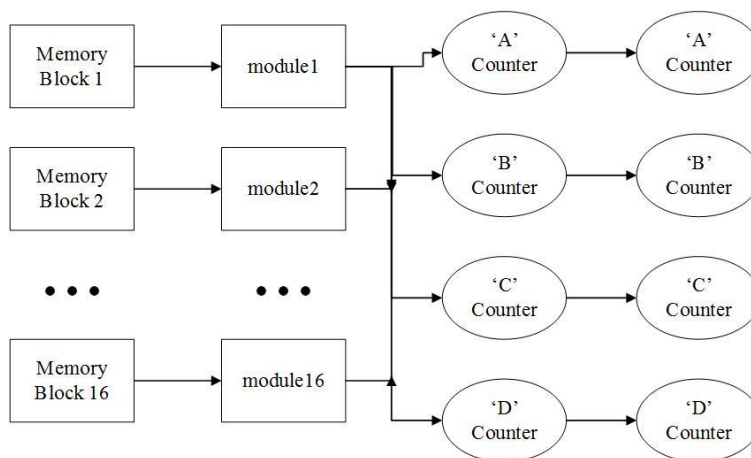 Memory
Block 1
module1
‘A’
Counter
‘A’
Counter
Memory
Block 2
module2
‘B’
Counter
‘B’
Counter
‘C’
Counter
‘C’
Counter
Memory
Block 16
module16
‘D’
Counter
‘D’
Counter